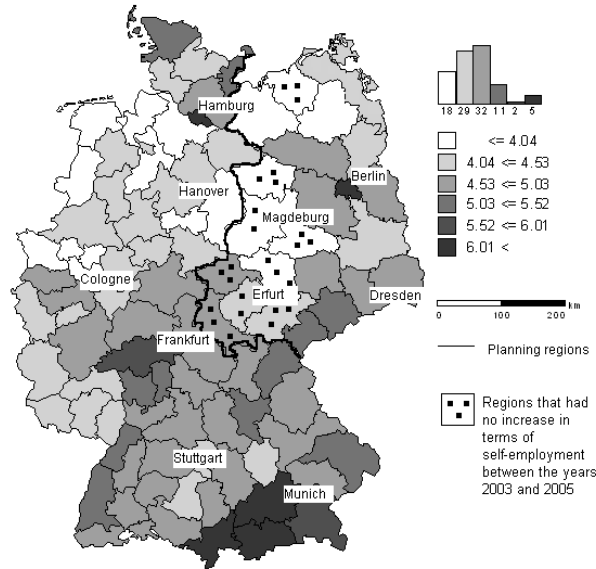 Hamburg
Berlin
Hanover
Magdeburg
Cologne
Erfurt
Dresden
Frankfurt
Stuttgart
Munich
18 29 32 11 2 5
<= 4.04
4.04 <= 4.53
4.53 <= 5.03
5.03 <= 5.52
5.52 <= 6.01
6.01 <
0 100 200 km
Planning regions
Regions that had
no increase in
terms of
self-employment
between the years
2003 and 2005